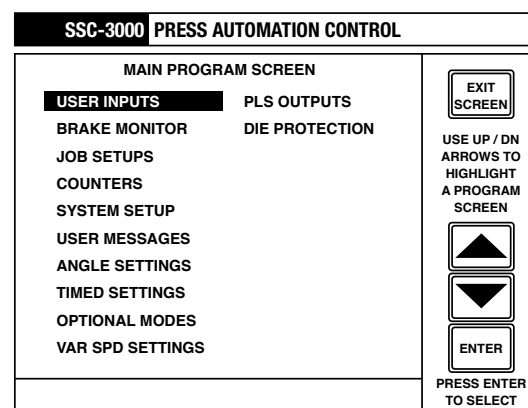 SSC-3000 PRESS AUTOMATION CONTROL
MAIN PROGRAM SCREEN
USER INPUTS
BRAKE MONITOR
JOB SETUPS
COUNTERS
SYSTEM SETUP
USER MESSAGES
ANGLE SETTINGS
TIMED SETTINGS
OPTIONAL MODES
VAR SPD SETTINGS
PLS OUTPUTS
DIE PROTECTION
EXIT
SCREEN
USE UP / DN
ARROWS TO
HIGHLIGHT
A PROGRAM
SCREEN
ENTER
PRESS ENTER
TO SELECT